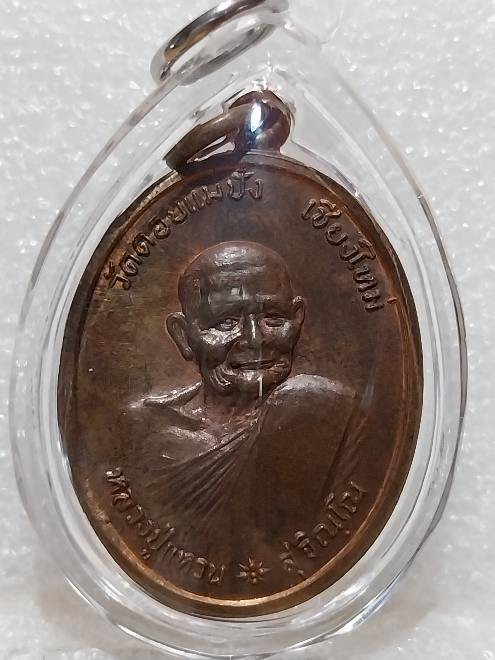 วัดดอยแม่ปั๋ง เชียงใหม่
หลวงปู่แหวน สุจิณฺโณ